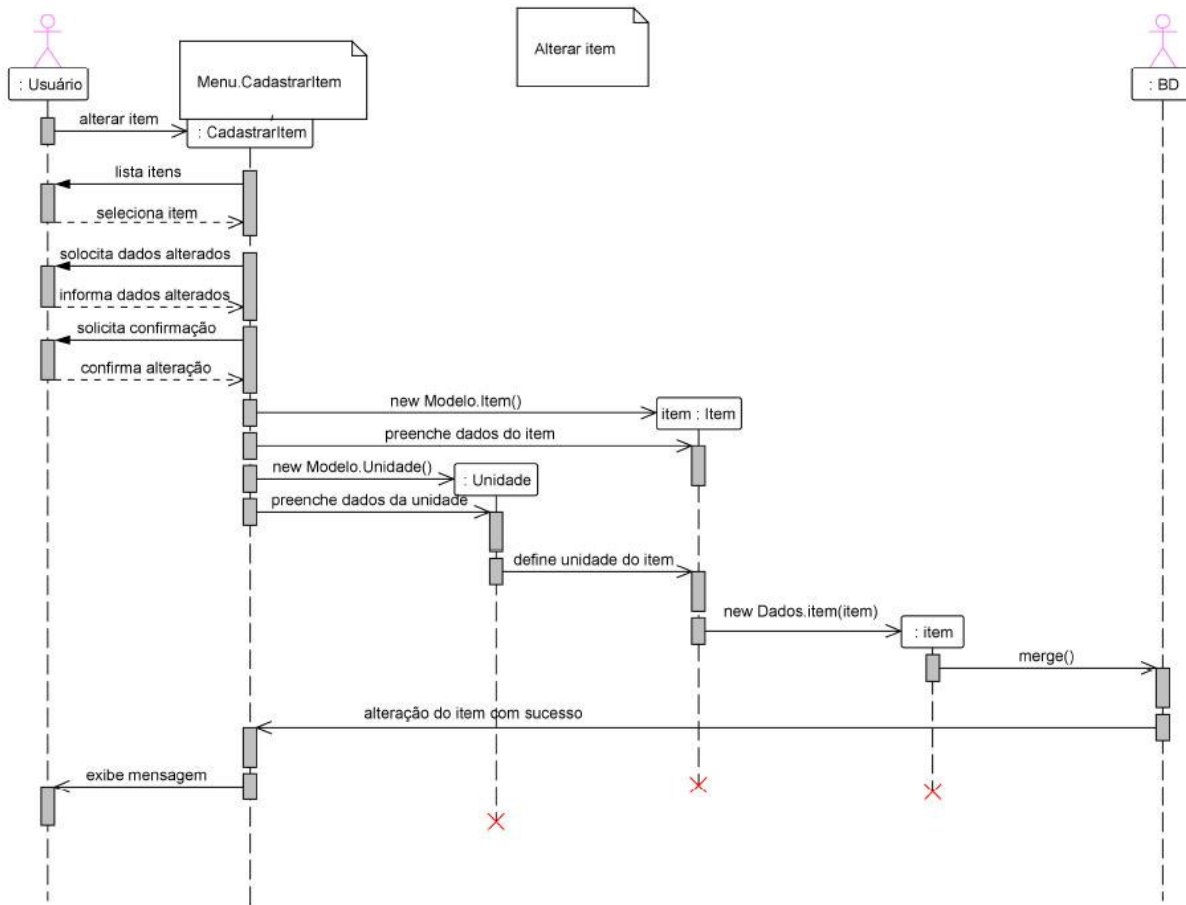 Alterar item
: Usuário
Menu.CadastrarItem
: BD
alterar item
: CadastrarItem
lista itens
seleciona item
solocita dados alterados
informa dados alterados
solicita confirmação
confirma alteração
new Modelo.Item()
item : Item
preenche dados do item
new Modelo.Unidade()
: Unidade
preenche dados da unidade
define unidade do item
new Dados.item(item)
: item
merge()
alteração do item com sucesso
exibe mensagem